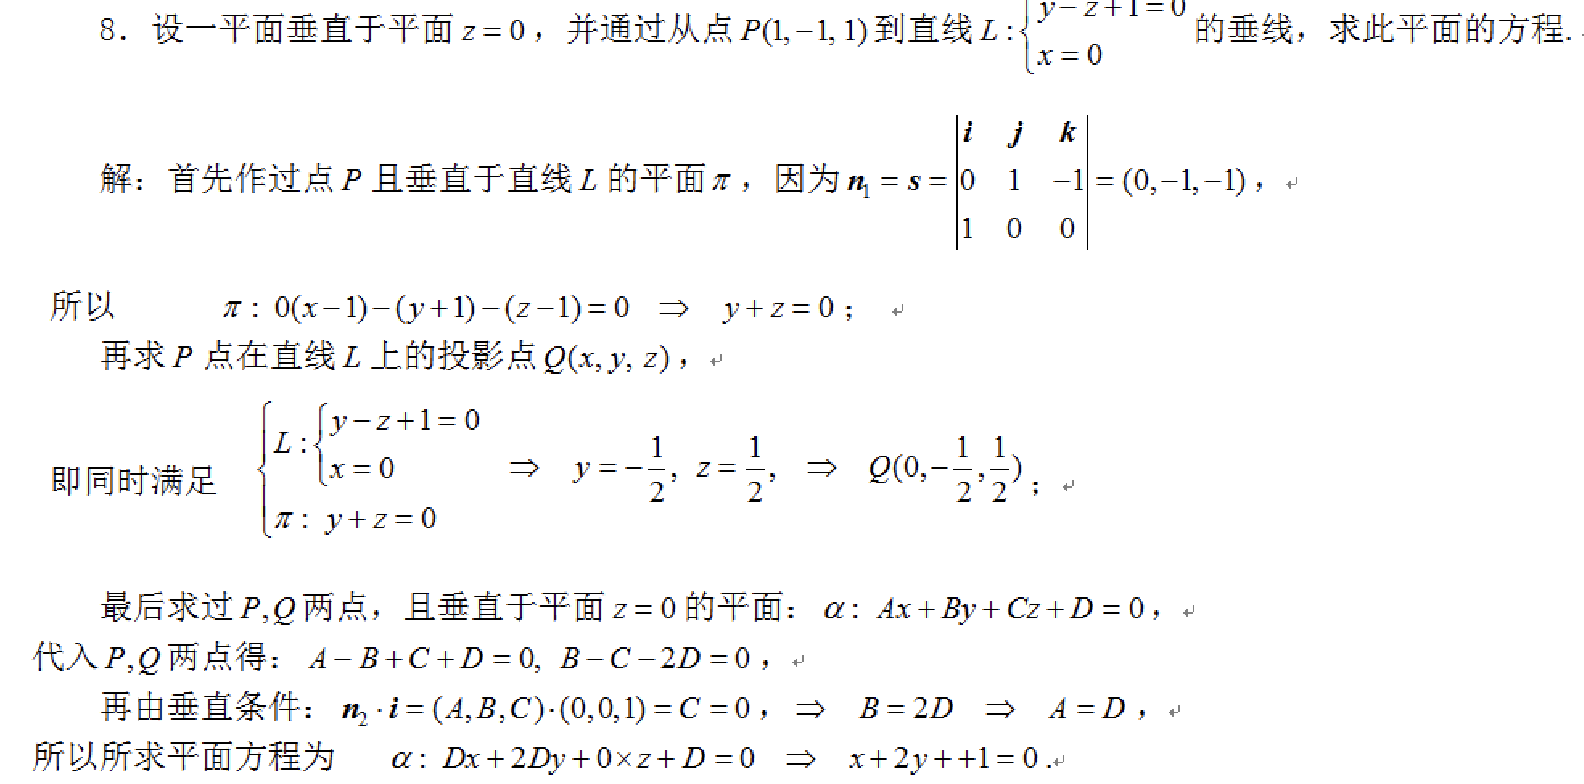 8．设一平面垂直于平面 z=0，并通过从点 P(1,−1,1) 到直线 L:{y−z+1=0 x=0 的垂线，求此平面的方程.
解：首先作过点 P 且垂直于直线 L 的平面 π，因为 n₁=s=|i j k 0 1 −1 1 0 0|=(0,−1,−1)，
所以 π: 0(x−1)−(y+1)−(z−1)=0 ⇒ y+z=0；
再求 P 点在直线 L 上的投影点 Q(x,y,z)，
即同时满足 {L:{y−z+1=0 x=0 π: y+z=0 ⇒ y=−1/2, z=1/2, ⇒ Q(0,−1/2,1/2)；
最后求过 P,Q 两点，且垂直于平面 z=0 的平面：α: Ax+By+Cz+D=0，
代入 P,Q 两点得：A−B+C+D=0, B−C−2D=0，
再由垂直条件：n₂·i=(A,B,C)·(0,0,1)=C=0，⇒ B=2D ⇒ A=D，
所以所求平面方程为 α: Dx+2Dy+0×z+D=0 ⇒ x+2y++1=0.